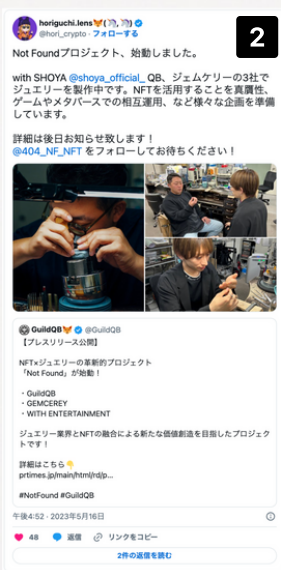 horiguchi.lens🦊(🦄, 🦄)
@hori_crypto · フォローする
2
Not Foundプロジェクト、始動しました。
with SHOYA @shoya_official_ QB、ジェムケリーの3社で
ジュエリーを製作中です。NFTを活用することを真贋性、
ゲームやメタバースでの相互運用、など様々な企画を準備
しています。
詳細は後日お知らせ致します！
@404_NF_NFT をフォローしてお待ちください！
GuildQB🦊 @GuildQB
【プレスリリース公開】
NFT×ジュエリーの革新的プロジェクト
「Not Found」が始動！
・GuildQB
・GEMCEREY
・WITH ENTERTAINMENT
ジュエリー業界とNFTの融合による新たな価値創造を目指したプロジェク
トです！
詳細はこちら👇
prtimes.jp/main/html/rd/p...
#NotFound #GuildQB
午後4:52 · 2023年5月16日
48 返信 リンクをコピー
2件の返信を読む